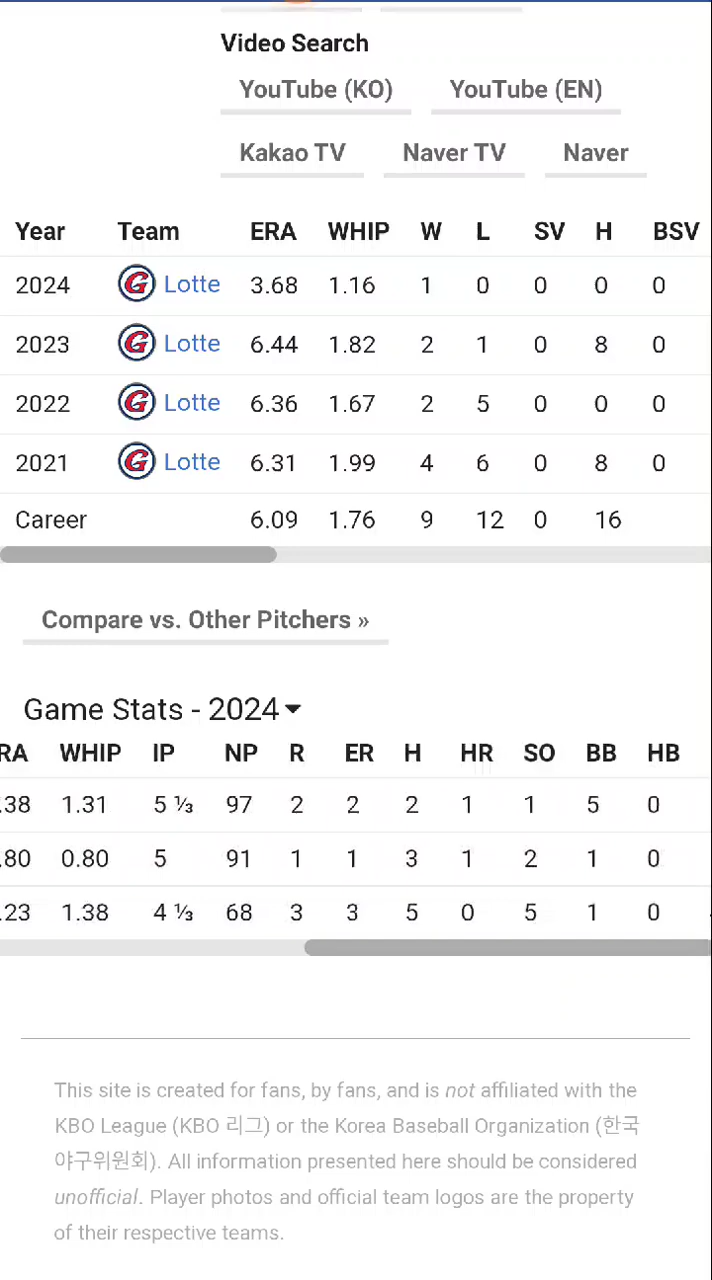 Video Search
YouTube (KO) YouTube (EN)
Kakao TV Naver TV Naver
Year Team ERA WHIP W L SV H BSV
2024 G Lotte 3.68 1.16 1 0 0 0 0
2023 G Lotte 6.44 1.82 2 1 0 8 0
2022 G Lotte 6.36 1.67 2 5 0 0 0
2021 G Lotte 6.31 1.99 4 6 0 8 0
Career 6.09 1.76 9 12 0 16
Compare vs. Other Pitchers »
Game Stats - 2024
RA WHIP IP NP R ER H HR SO BB HB
.38 1.31 5 ⅓ 97 2 2 2 1 1 5 0
.80 0.80 5 91 1 1 3 1 2 1 0
.23 1.38 4 ⅓ 68 3 3 5 0 5 1 0
This site is created for fans, by fans, and is not affiliated with the
KBO League (KBO 리그) or the Korea Baseball Organization (한국
야구위원회). All information presented here should be considered
unofficial. Player photos and official team logos are the property
of their respective teams.